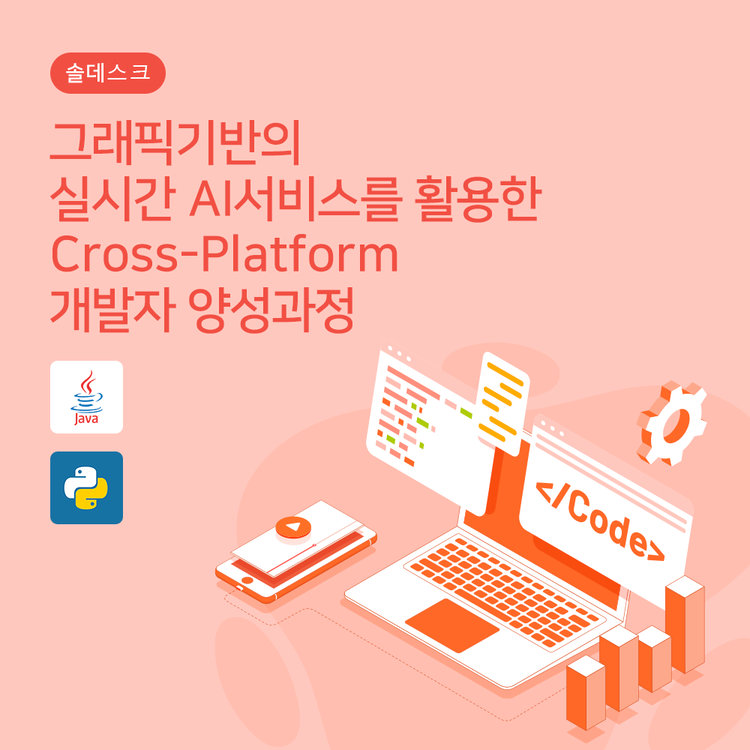 솔데스크
그래픽기반의
실시간 AI서비스를 활용한
Cross-Platform
개발자 양성과정
Java
</Code>